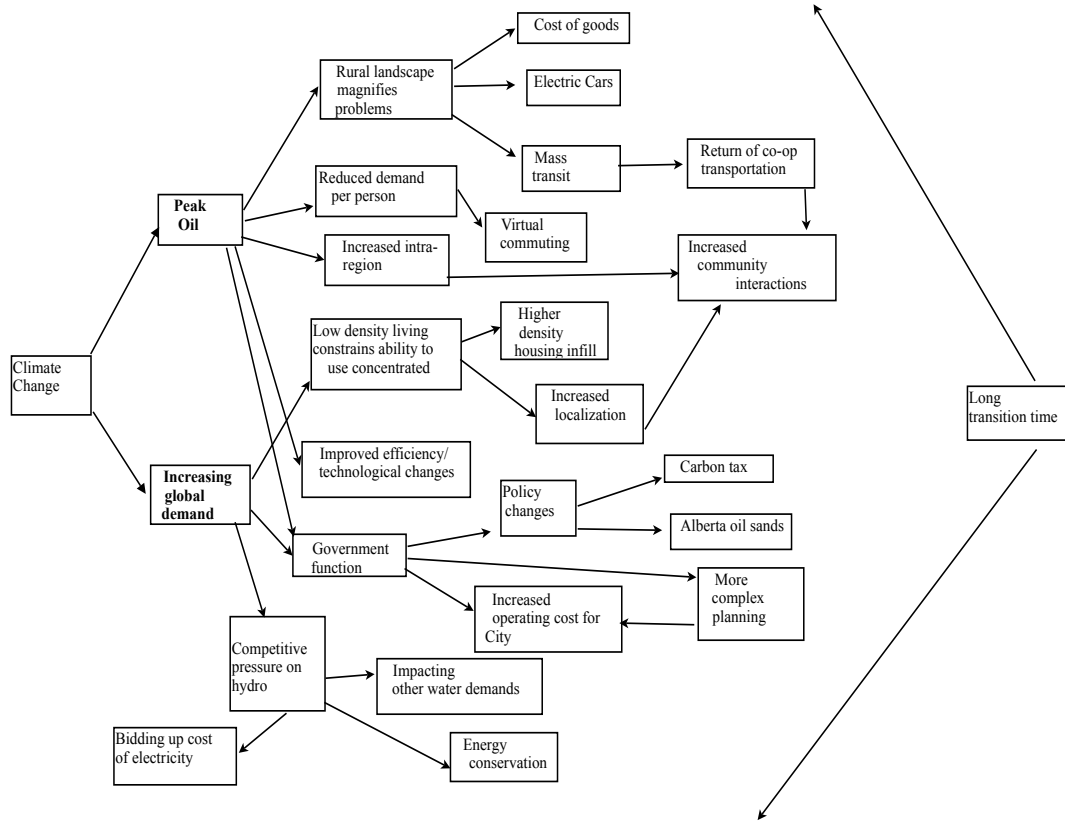 Cost of goods
Rural landscape
magnifies
problems
Electric Cars
Mass
transit
Return of co-op
transportation
Reduced demand
per person
Peak
Oil
Virtual
commuting
Increased intra-
region
Increased
community
interactions
Low density living
constrains ability to
use concentrated
Higher
density
housing infill
Climate
Change
Increased
localization
Long
transition time
Improved efficiency/
technological changes
Increasing
global
demand
Carbon tax
Policy
changes
Alberta oil sands
Government
function
More
complex
planning
Increased
operating cost for
City
Competitive
pressure on
hydro
Impacting
other water demands
Bidding up cost
of electricity
Energy
conservation